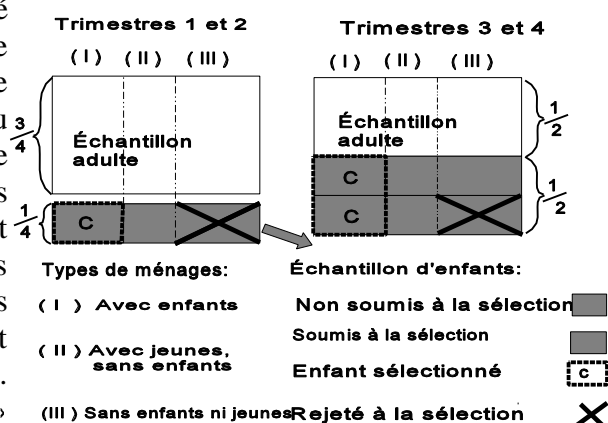 Trimestres 1 et 2
( I ) ( II ) ( III )
3/4
Échantillon
adulte
1/4
C
Trimestres 3 et 4
( I ) ( II ) ( III )
Échantillon
adulte
1/2
C
C
1/2
Types de ménages:
( I ) Avec enfants
( II ) Avec jeunes,
sans enfants
(III ) Sans enfants ni jeunes
Échantillon d'enfants:
Non soumis à la sélection
Soumis à la sélection
Enfant sélectionné
C
Rejeté à la sélection